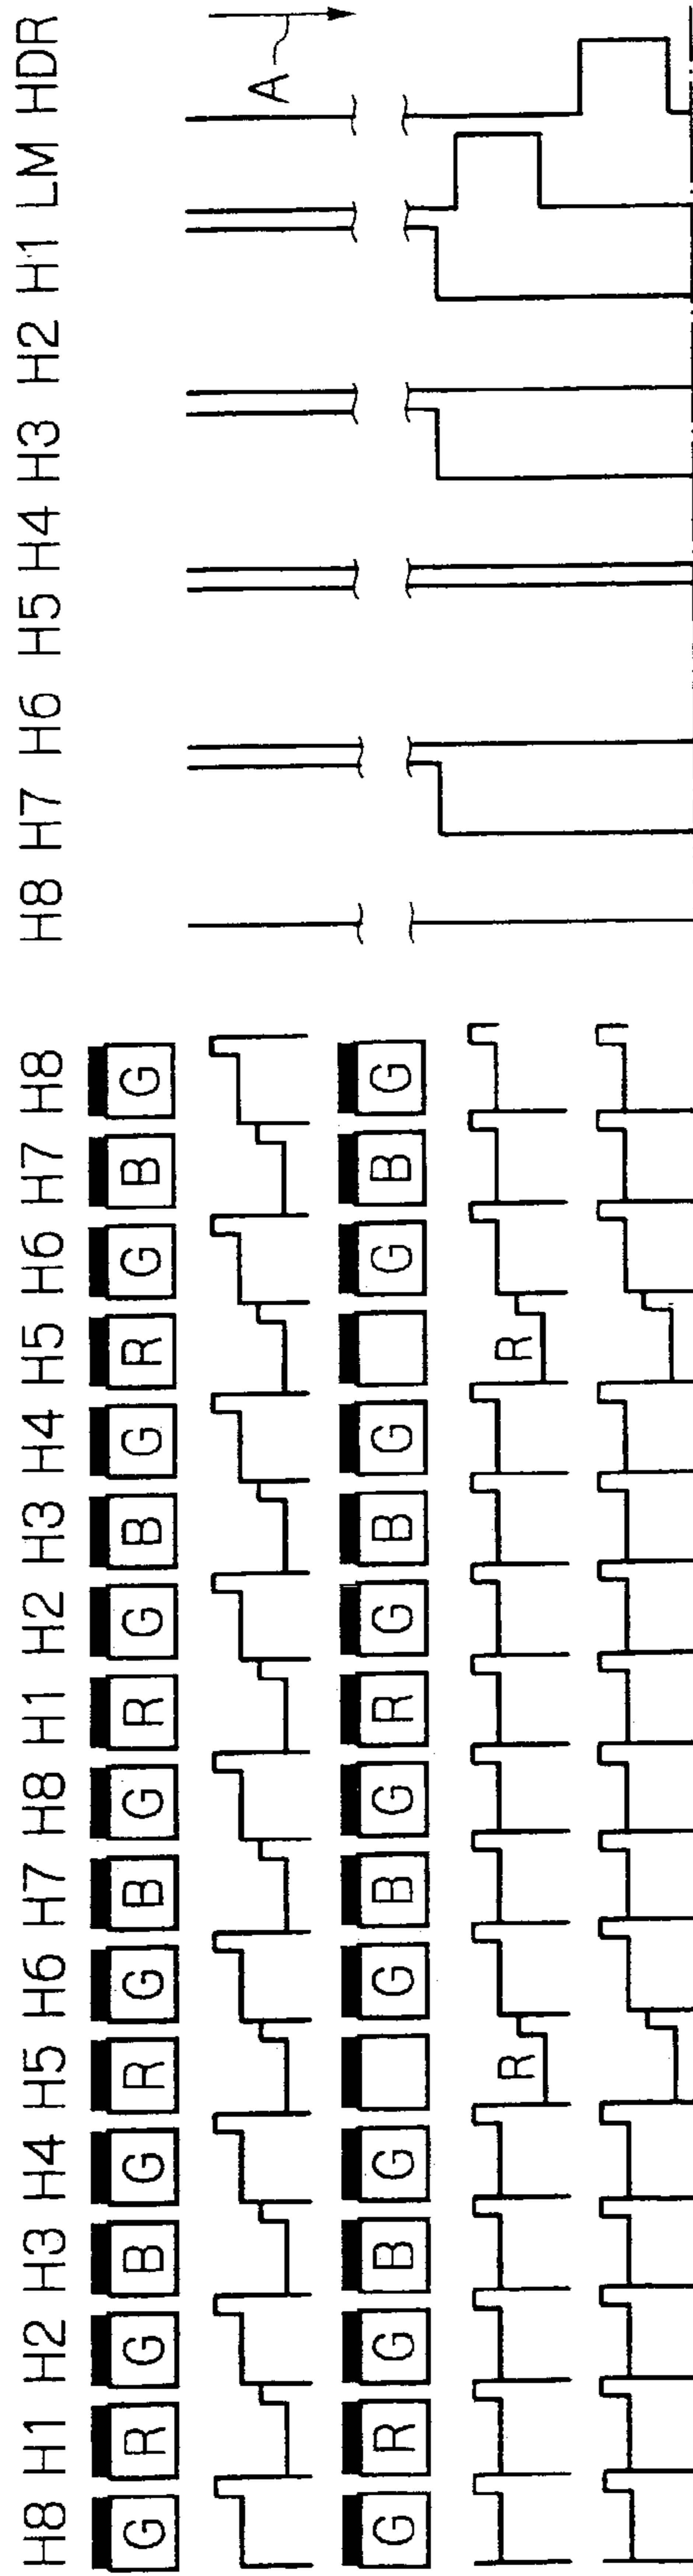 H8 H1 H2 H3 H4 H5 H6 H7 H8 H1 H2 H3 H4 H5 H6 H7 H8
G R G B G R G B G R G B G R G B G
G R G B G G B G R G B G G B G
R R
H8 H7 H6 H5 H4 H3 H2 H1 LM HDR
A